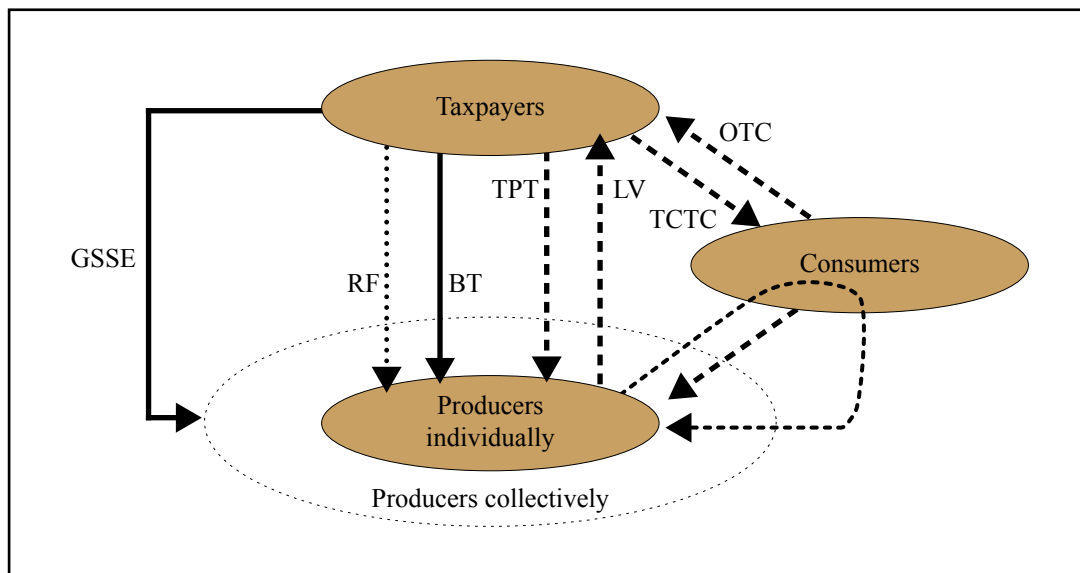 Taxpayers
OTC
TPT
LV
TCTC
GSSE
RF
BT
Consumers
Producers
individually
Producers collectively